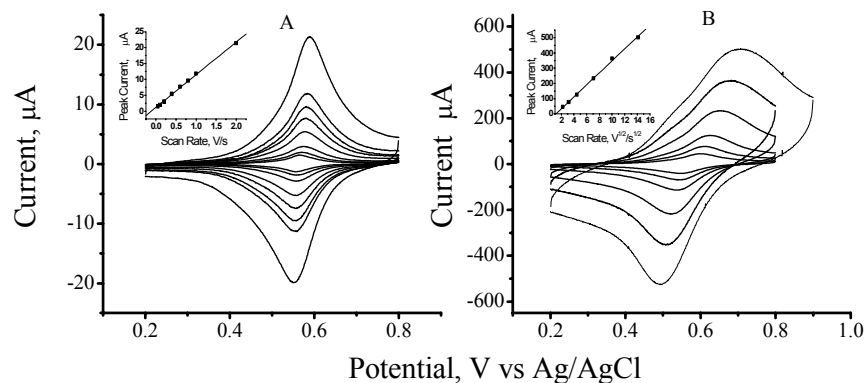 A
B
25
20
15
10
5
0
Peak Current, μA
0.0 0.5 1.0 1.5 2.0
Scan Rate, V/s
500
400
300
200
100
0
Peak Current, μA
2 4 6 8 10 12 14 16
Scan Rate, V^1/2/s^1/2
20
10
0
-10
-20
Current, μA
0.2 0.4 0.6 0.8
600
400
200
0
-200
-400
-600
Current μA
0.2 0.4 0.6 0.8 1.0
Potential, V vs Ag/AgCl